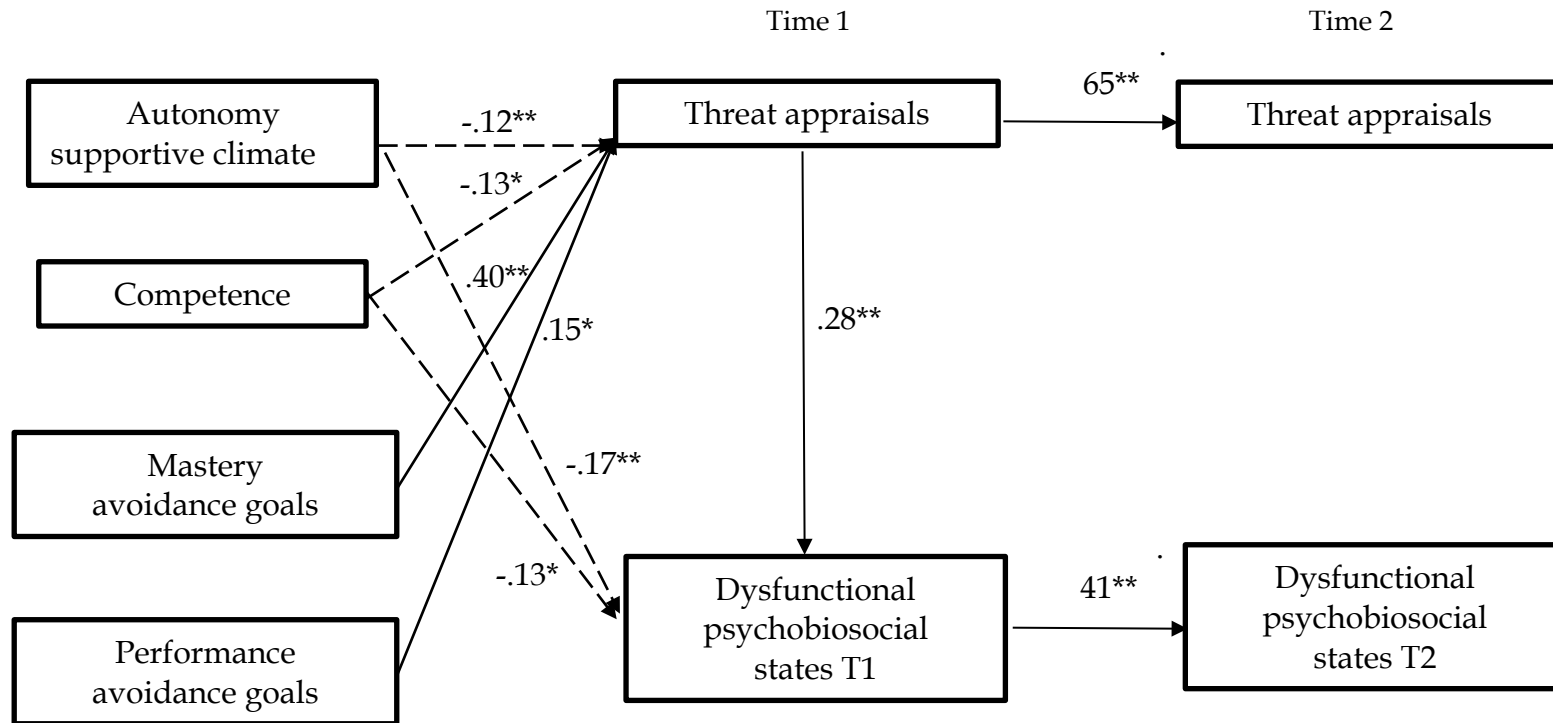 Time 1
Time 2
.
Autonomy
supportive climate
-.12**
Threat appraisals
65**
Threat appraisals
-.13*
Competence
.40**
.15*
.28**
Mastery
avoidance goals
-.17**
-.13*
Performance
avoidance goals
Dysfunctional
psychobiosocial
states T1
.
41**
Dysfunctional
psychobiosocial
states T2